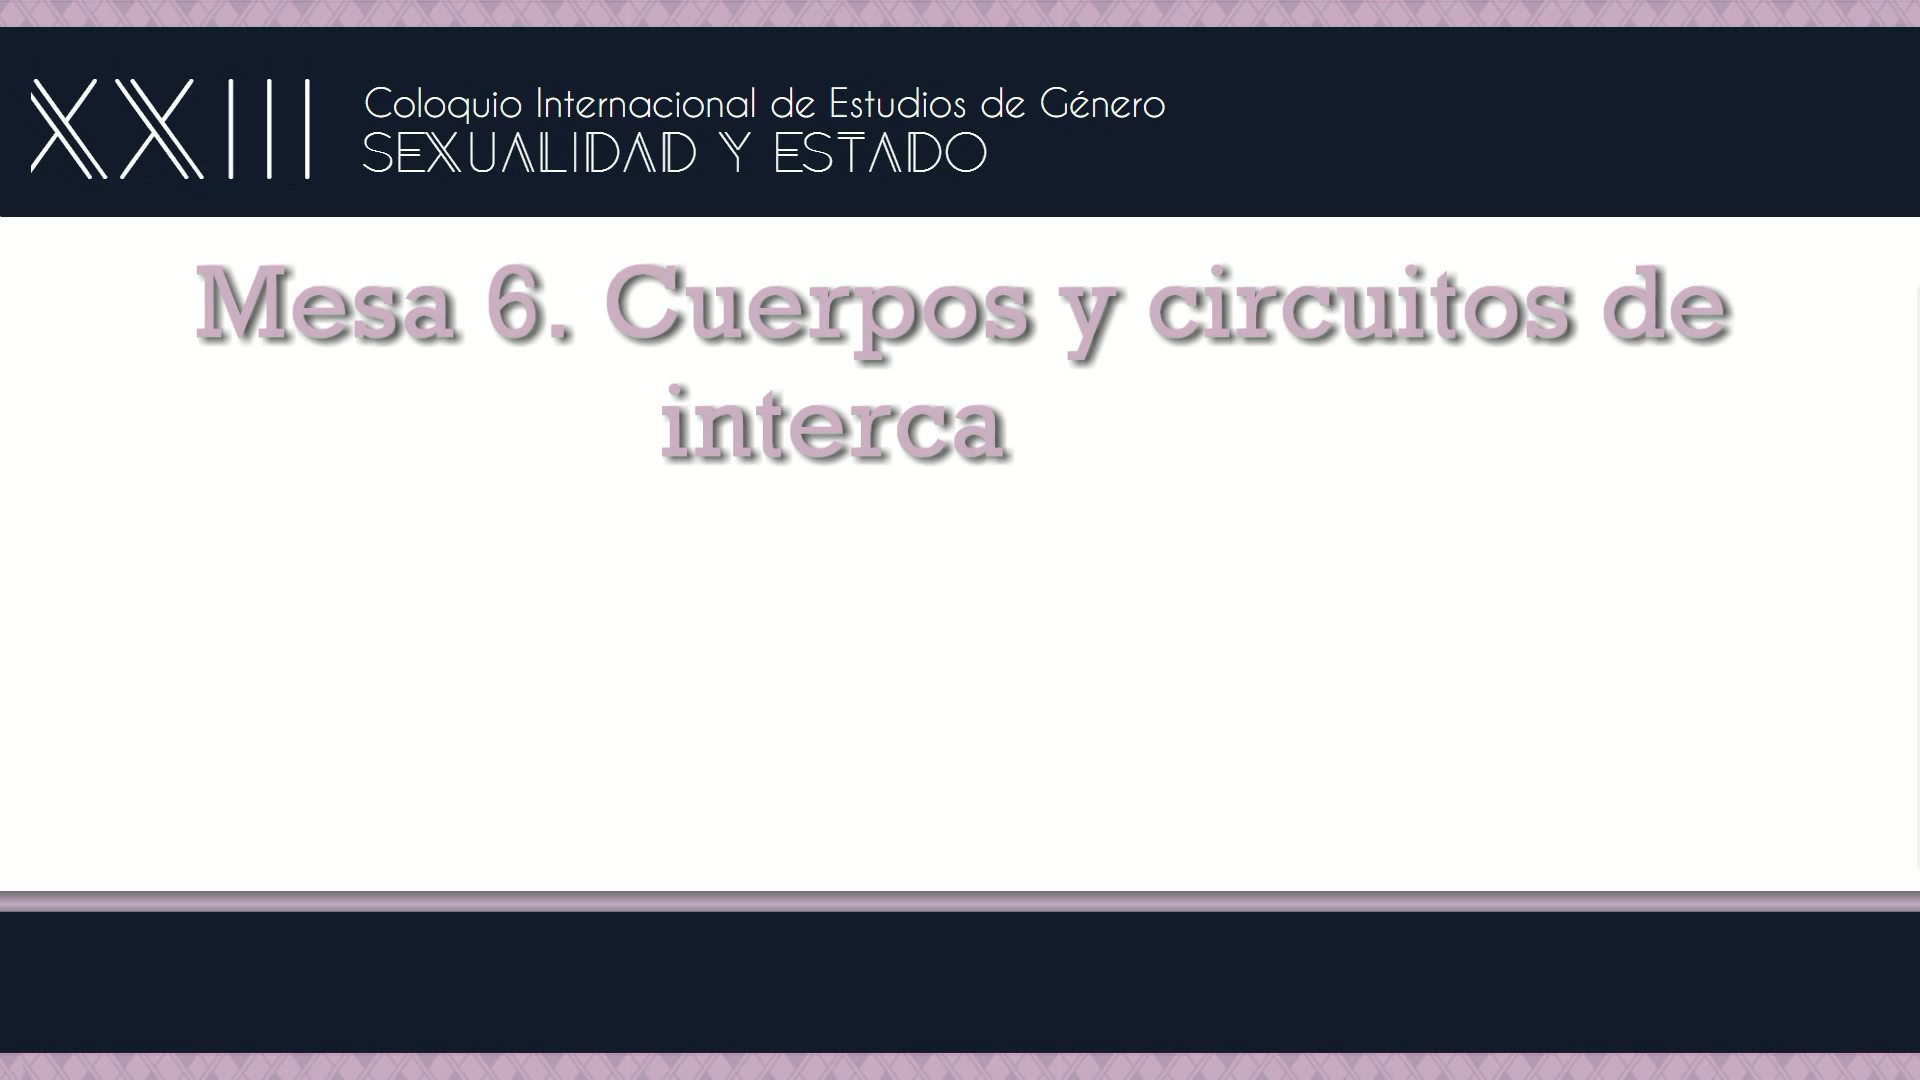 XXIII
Coloquio Internacional de Estudios de Género
SEXUALIDAD Y ESTADO
Mesa 6. Cuerpos y circuitos de
interca